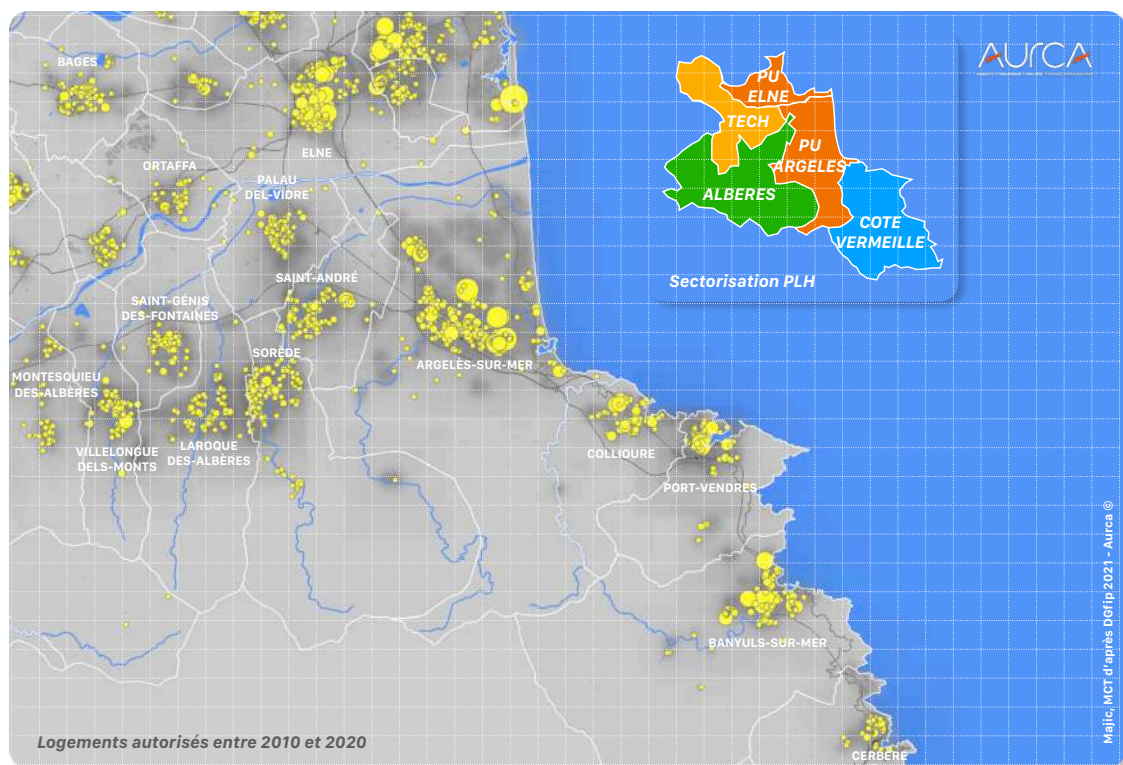 BAGES
ORTAFFA
ELNE
PALAU
DEL-VIDRE
SAINT-ANDRÉ
SAINT-GÉNIS
DES-FONTAINES
SORÈDE
ARGELÈS-SUR-MER
MONTESQUIEU
DES-ALBÈRES
VILLELONGUE
DELS-MONTS
LAROQUE
DES-ALBÈRES
COLLIOURE
PORT-VENDRES
BANYULS-SUR-MER
CERBÈRE
PU
ELNE
TECH
PU
ARGELES
ALBERES
COTE
VERMEILLE
Sectorisation PLH
AURCA
Majic, MCT d'après DGfip 2021 - Aurca ©
Logements autorisés entre 2010 et 2020